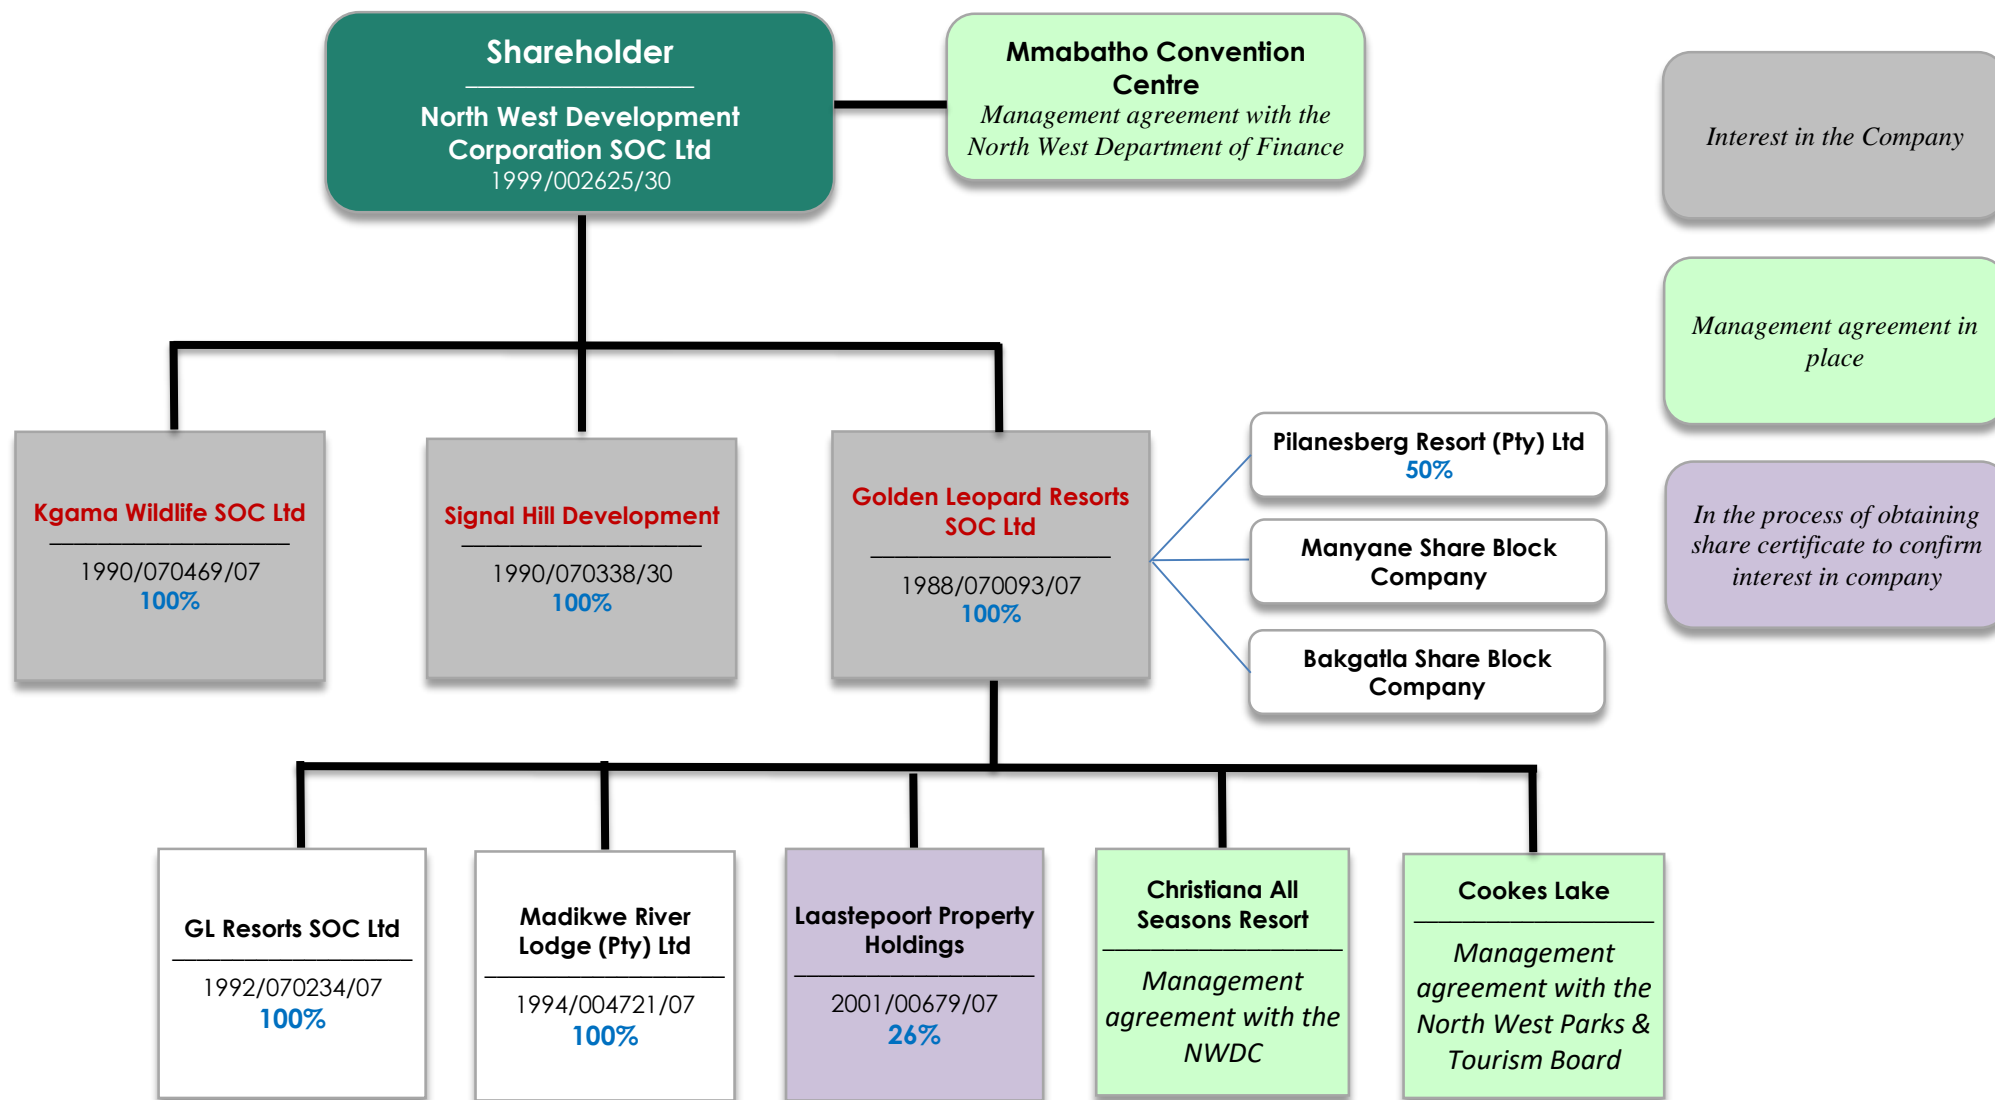 Shareholder
North West Development
Corporation SOC Ltd
1999/002625/30
Mmabatho Convention
Centre
Management agreement with the
North West Department of Finance
Interest in the Company
Management agreement in
place
In the process of obtaining
share certificate to confirm
interest in company
Kgama Wildlife SOC Ltd
1990/070469/07
100%
Signal Hill Development
1990/070338/30
100%
Golden Leopard Resorts
SOC Ltd
1988/070093/07
100%
Pilanesberg Resort (Pty) Ltd
50%
Manyane Share Block
Company
Bakgatla Share Block
Company
GL Resorts SOC Ltd
1992/070234/07
100%
Madikwe River
Lodge (Pty) Ltd
1994/004721/07
100%
Laastepoort Property
Holdings
2001/00679/07
26%
Christiana All
Seasons Resort
Management
agreement with the
NWDC
Cookes Lake
Management
agreement with the
North West Parks &
Tourism Board